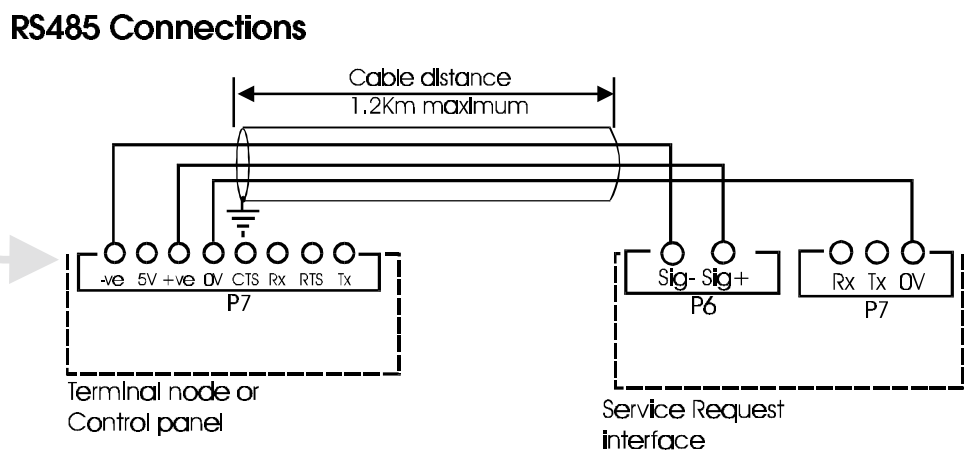 RS485 Connections
Cable distance
1.2Km maximum
-ve 5V +ve 0V CTS Rx RTS Tx
P7
Sig- Sig+
P6
Rx Tx 0V
P7
Terminal node or
Control panel
Service Request
interface